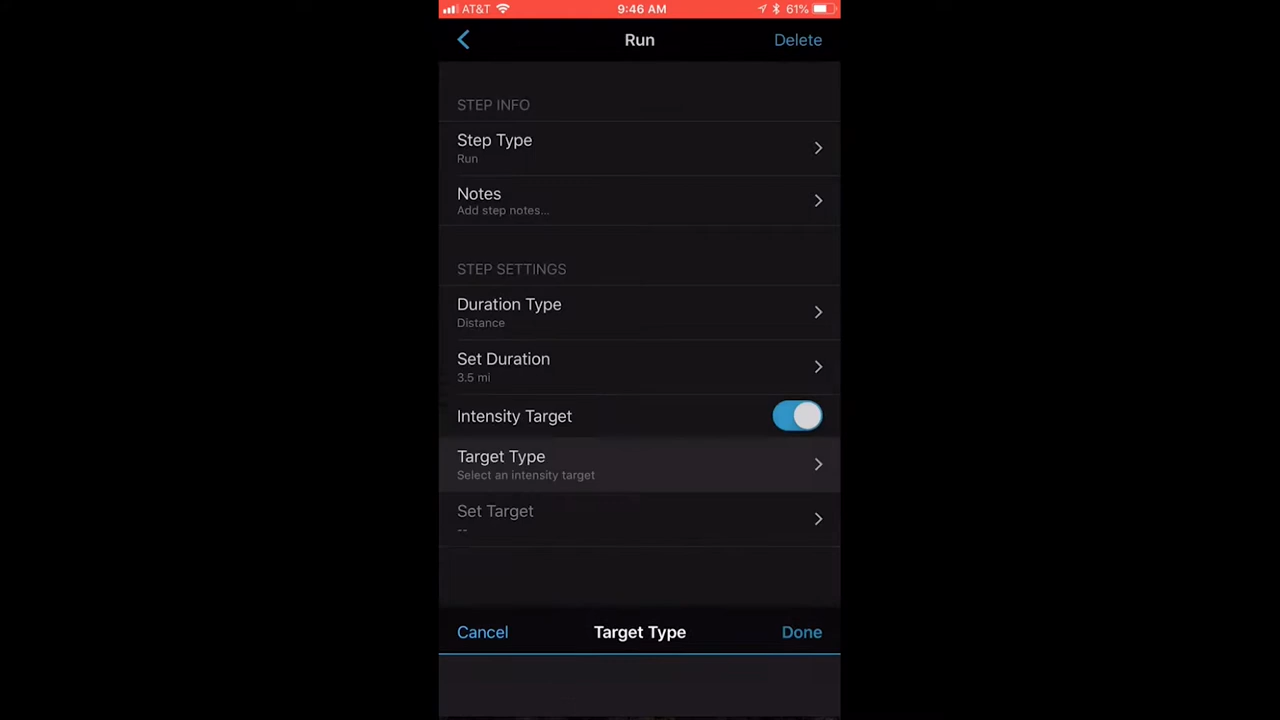 AT&T 9:46 AM 61%
Run Delete
STEP INFO
Step Type
Run
Notes
Add step notes...
STEP SETTINGS
Duration Type
Distance
Set Duration
3.5 mi
Intensity Target
Target Type
Select an intensity target
Set Target
--
Cancel Target Type Done